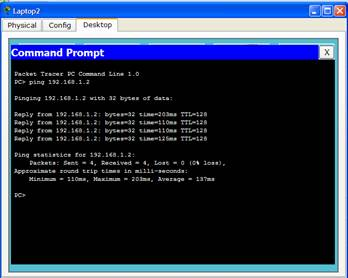 Laptop2
Physical Config Desktop
Command Prompt X
Packet Tracer PC Command Line 1.0
PC> ping 192.168.1.2
Pinging 192.168.1.2 with 32 bytes of data:
Reply from 192.168.1.2: bytes=32 time=203ms TTL=128
Reply from 192.168.1.2: bytes=32 time=110ms TTL=128
Reply from 192.168.1.2: bytes=32 time=110ms TTL=128
Reply from 192.168.1.2: bytes=32 time=125ms TTL=128
Ping statistics for 192.168.1.2:
Packets: Sent = 4, Received = 4, Lost = 0 (0% loss),
Approximate round trip times in milli-seconds:
Minimum = 110ms, Maximum = 203ms, Average = 137ms
PC>